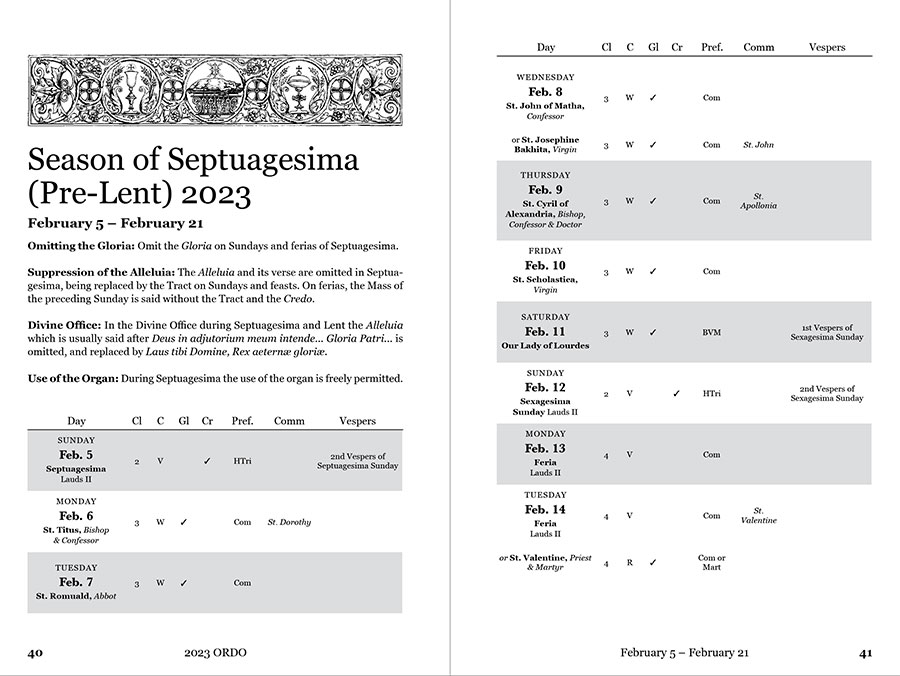 Season of Septuagesima
(Pre-Lent) 2023
February 5 – February 21
Omitting the Gloria: Omit the Gloria on Sundays and ferias of Septuagesima.
Suppression of the Alleluia: The Alleluia and its verse are omitted in Septua-
gesima, being replaced by the Tract on Sundays and feasts. On ferias, the Mass of
the preceding Sunday is said without the Tract and the Credo.
Divine Office: In the Divine Office during Septuagesima and Lent the Alleluia
which is usually said after Deus in adjutorium meum intende... Gloria Patri... is
omitted, and replaced by Laus tibi Domine, Rex aeternæ gloriæ.
Use of the Organ: During Septuagesima the use of the organ is freely permitted.
Day Cl C Gl Cr Pref. Comm Vespers
SUNDAY
Feb. 5
Septuagesima
Lauds II
2 V ✓ HTri
2nd Vespers of
Septuagesima Sunday
MONDAY
Feb. 6
St. Titus, Bishop
& Confessor
3 W ✓ Com St. Dorothy
TUESDAY
Feb. 7
St. Romuald, Abbot
3 W ✓ Com
40 2023 ORDO
Day Cl C Gl Cr Pref. Comm Vespers
WEDNESDAY
Feb. 8
St. John of Matha,
Confessor
3 W ✓ Com
or St. Josephine
Bakhita, Virgin
3 W ✓ Com St. John
THURSDAY
Feb. 9
St. Cyril of
Alexandria, Bishop,
Confessor & Doctor
3 W ✓ Com
St.
Apollonia
FRIDAY
Feb. 10
St. Scholastica,
Virgin
3 W ✓ Com
SATURDAY
Feb. 11
Our Lady of Lourdes
3 W ✓ BVM
1st Vespers of
Sexagesima Sunday
SUNDAY
Feb. 12
Sexagesima
Sunday Lauds II
2 V ✓ HTri
2nd Vespers of
Sexagesima Sunday
MONDAY
Feb. 13
Feria
Lauds II
4 V Com
TUESDAY
Feb. 14
Feria
Lauds II
4 V Com
St.
Valentine
or St. Valentine, Priest
& Martyr
4 R ✓
Com or
Mart
February 5 – February 21 41